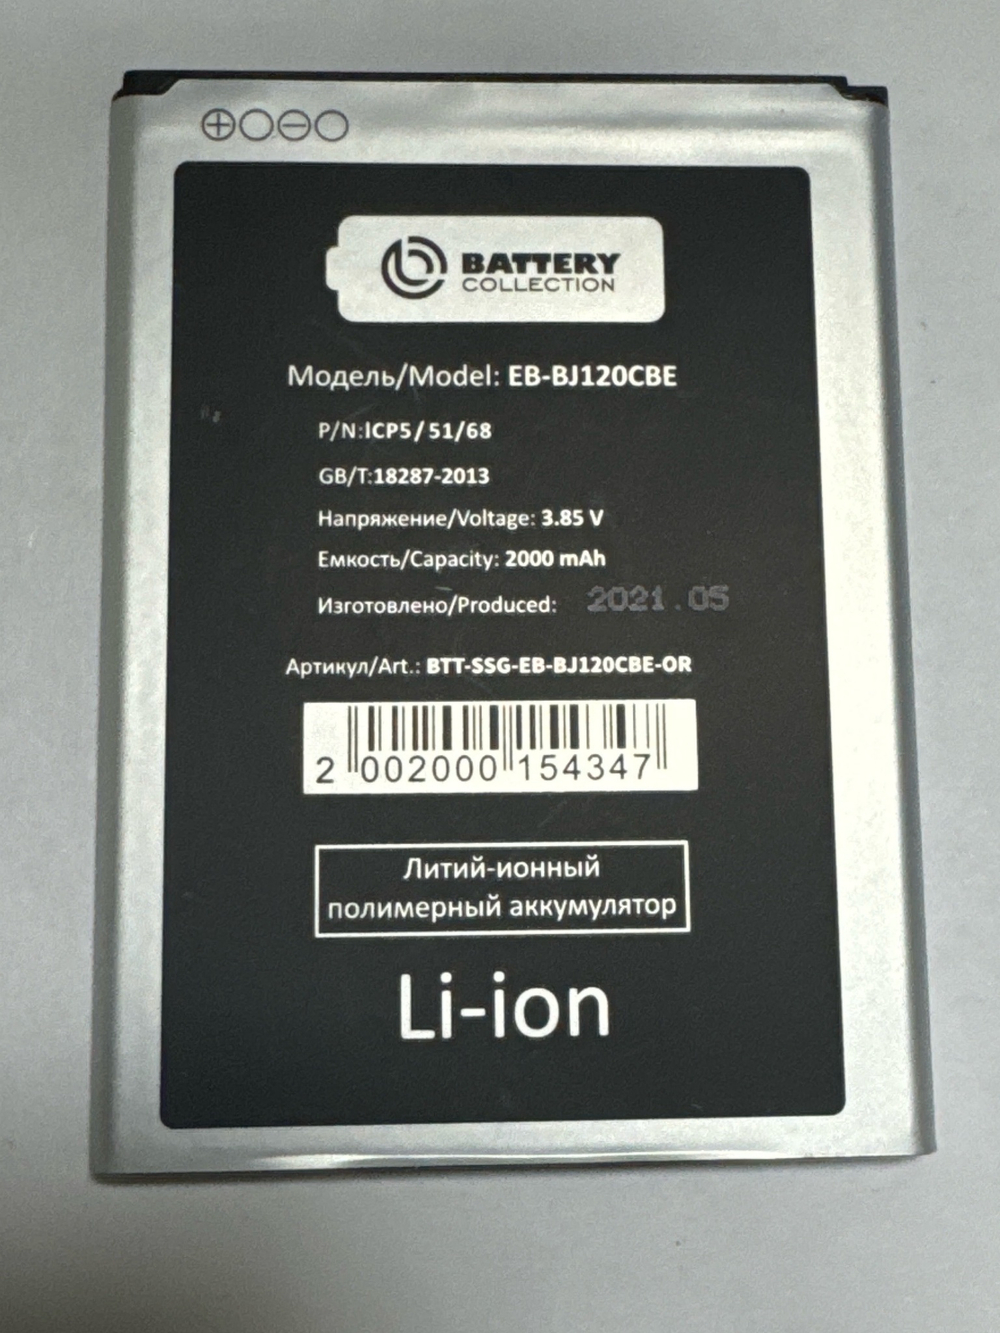 BATTERY
COLLECTION
Модель/Model: EB-BJ120CBE
P/N:ICP5/51/68
GB/T:18287-2013
Напряжение/Voltage: 3.85 V
Емкость/Capacity: 2000 mAh
Изготовлено/Produced: 2021.05
Артикул/Art.: BTT-SSG-EB-BJ120CBE-OR
2 002000 154347
Литий-ионный
полимерный аккумулятор
Li-ion